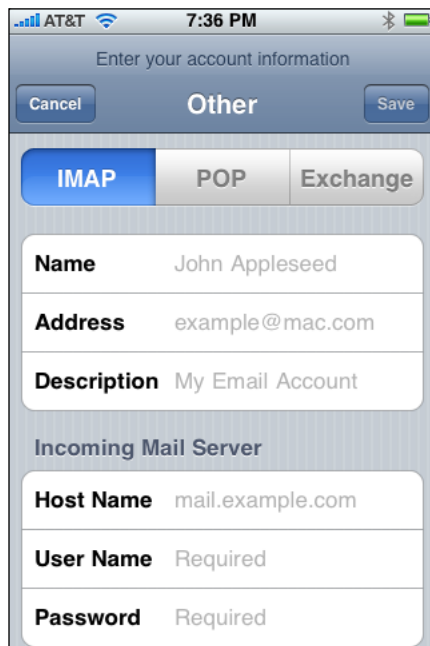 AT&T 7:36 PM
Enter your account information
Cancel Other Save
IMAP POP Exchange
Name John Appleseed
Address example@mac.com
Description My Email Account
Incoming Mail Server
Host Name mail.example.com
User Name Required
Password Required